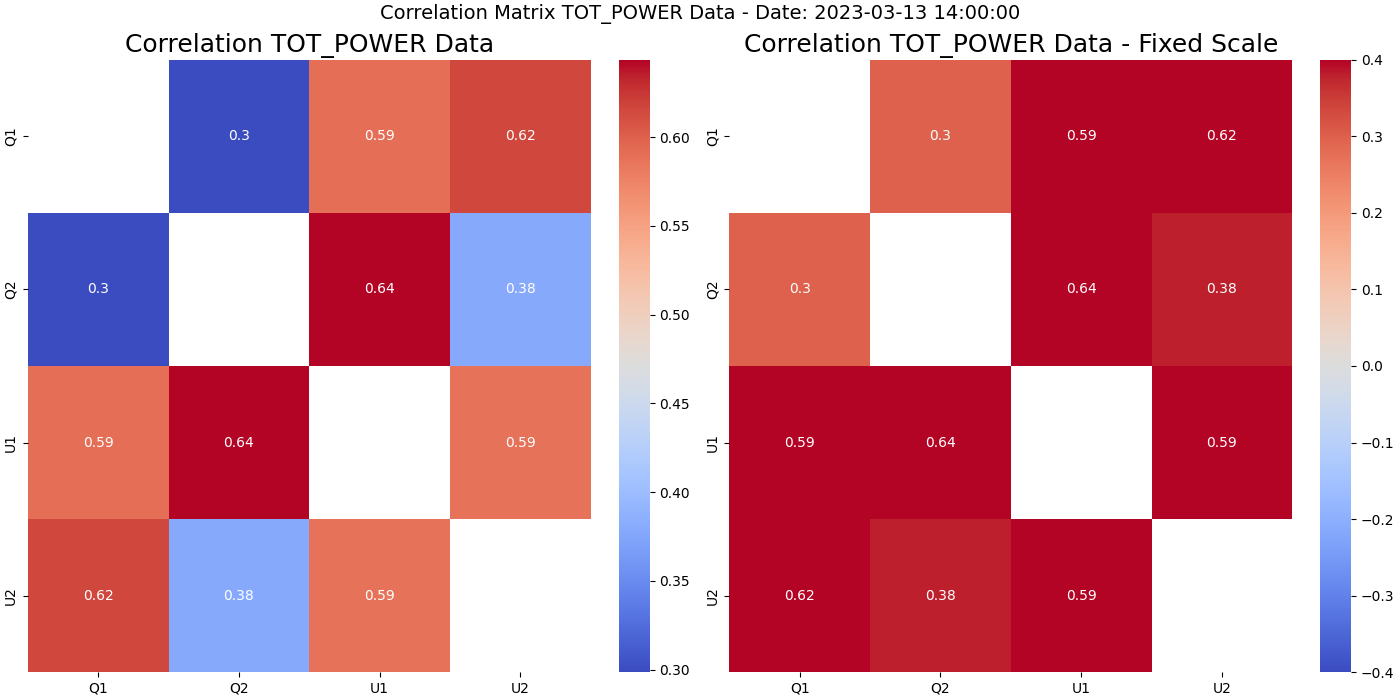 Correlation Matrix TOT_POWER Data - Date: 2023-03-13 14:00:00
Correlation TOT_POWER Data
Q1
0.3
0.59
0.62
Q2
0.3
0.64
0.38
U1
0.59
0.64
0.59
U2
0.62
0.38
0.59
Q1
Q2
U1
U2
0.60
0.55
0.50
0.45
0.40
0.35
0.30
Correlation TOT_POWER Data - Fixed Scale
Q1
0.3
0.59
0.62
Q2
0.3
0.64
0.38
U1
0.59
0.64
0.59
U2
0.62
0.38
0.59
Q1
Q2
U1
U2
0.4
0.3
0.2
0.1
0.0
−0.1
−0.2
−0.3
−0.4